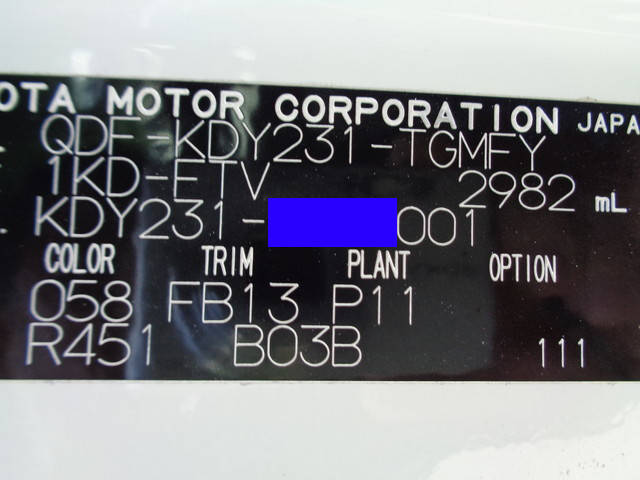 OTA MOTOR CORPORATION JAPA
QDF-KDY231-TGMFY
1KD-FTV 2982 mL
KDY231- 001
COLOR TRIM PLANT OPTION
058 FB13 P11
R451 B03B 111